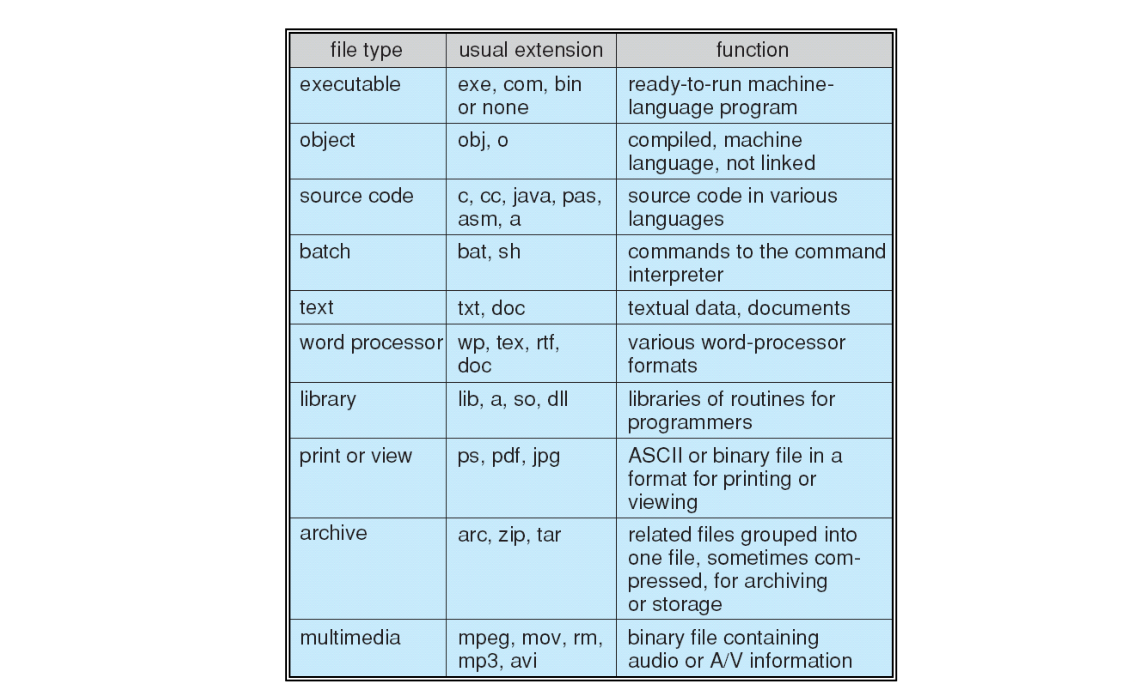 file type usual extension function
executable exe, com, bin ready-to-run machine-
or none language program
object obj, o compiled, machine
language, not linked
source code c, cc, java, pas, source code in various
asm, a languages
batch bat, sh commands to the command
interpreter
text txt, doc textual data, documents
word processor wp, tex, rtf, various word-processor
doc formats
library lib, a, so, dll libraries of routines for
programmers
print or view ps, pdf, jpg ASCII or binary file in a
format for printing or
viewing
archive arc, zip, tar related files grouped into
one file, sometimes com-
pressed, for archiving
or storage
multimedia mpeg, mov, rm, binary file containing
mp3, avi audio or A/V information